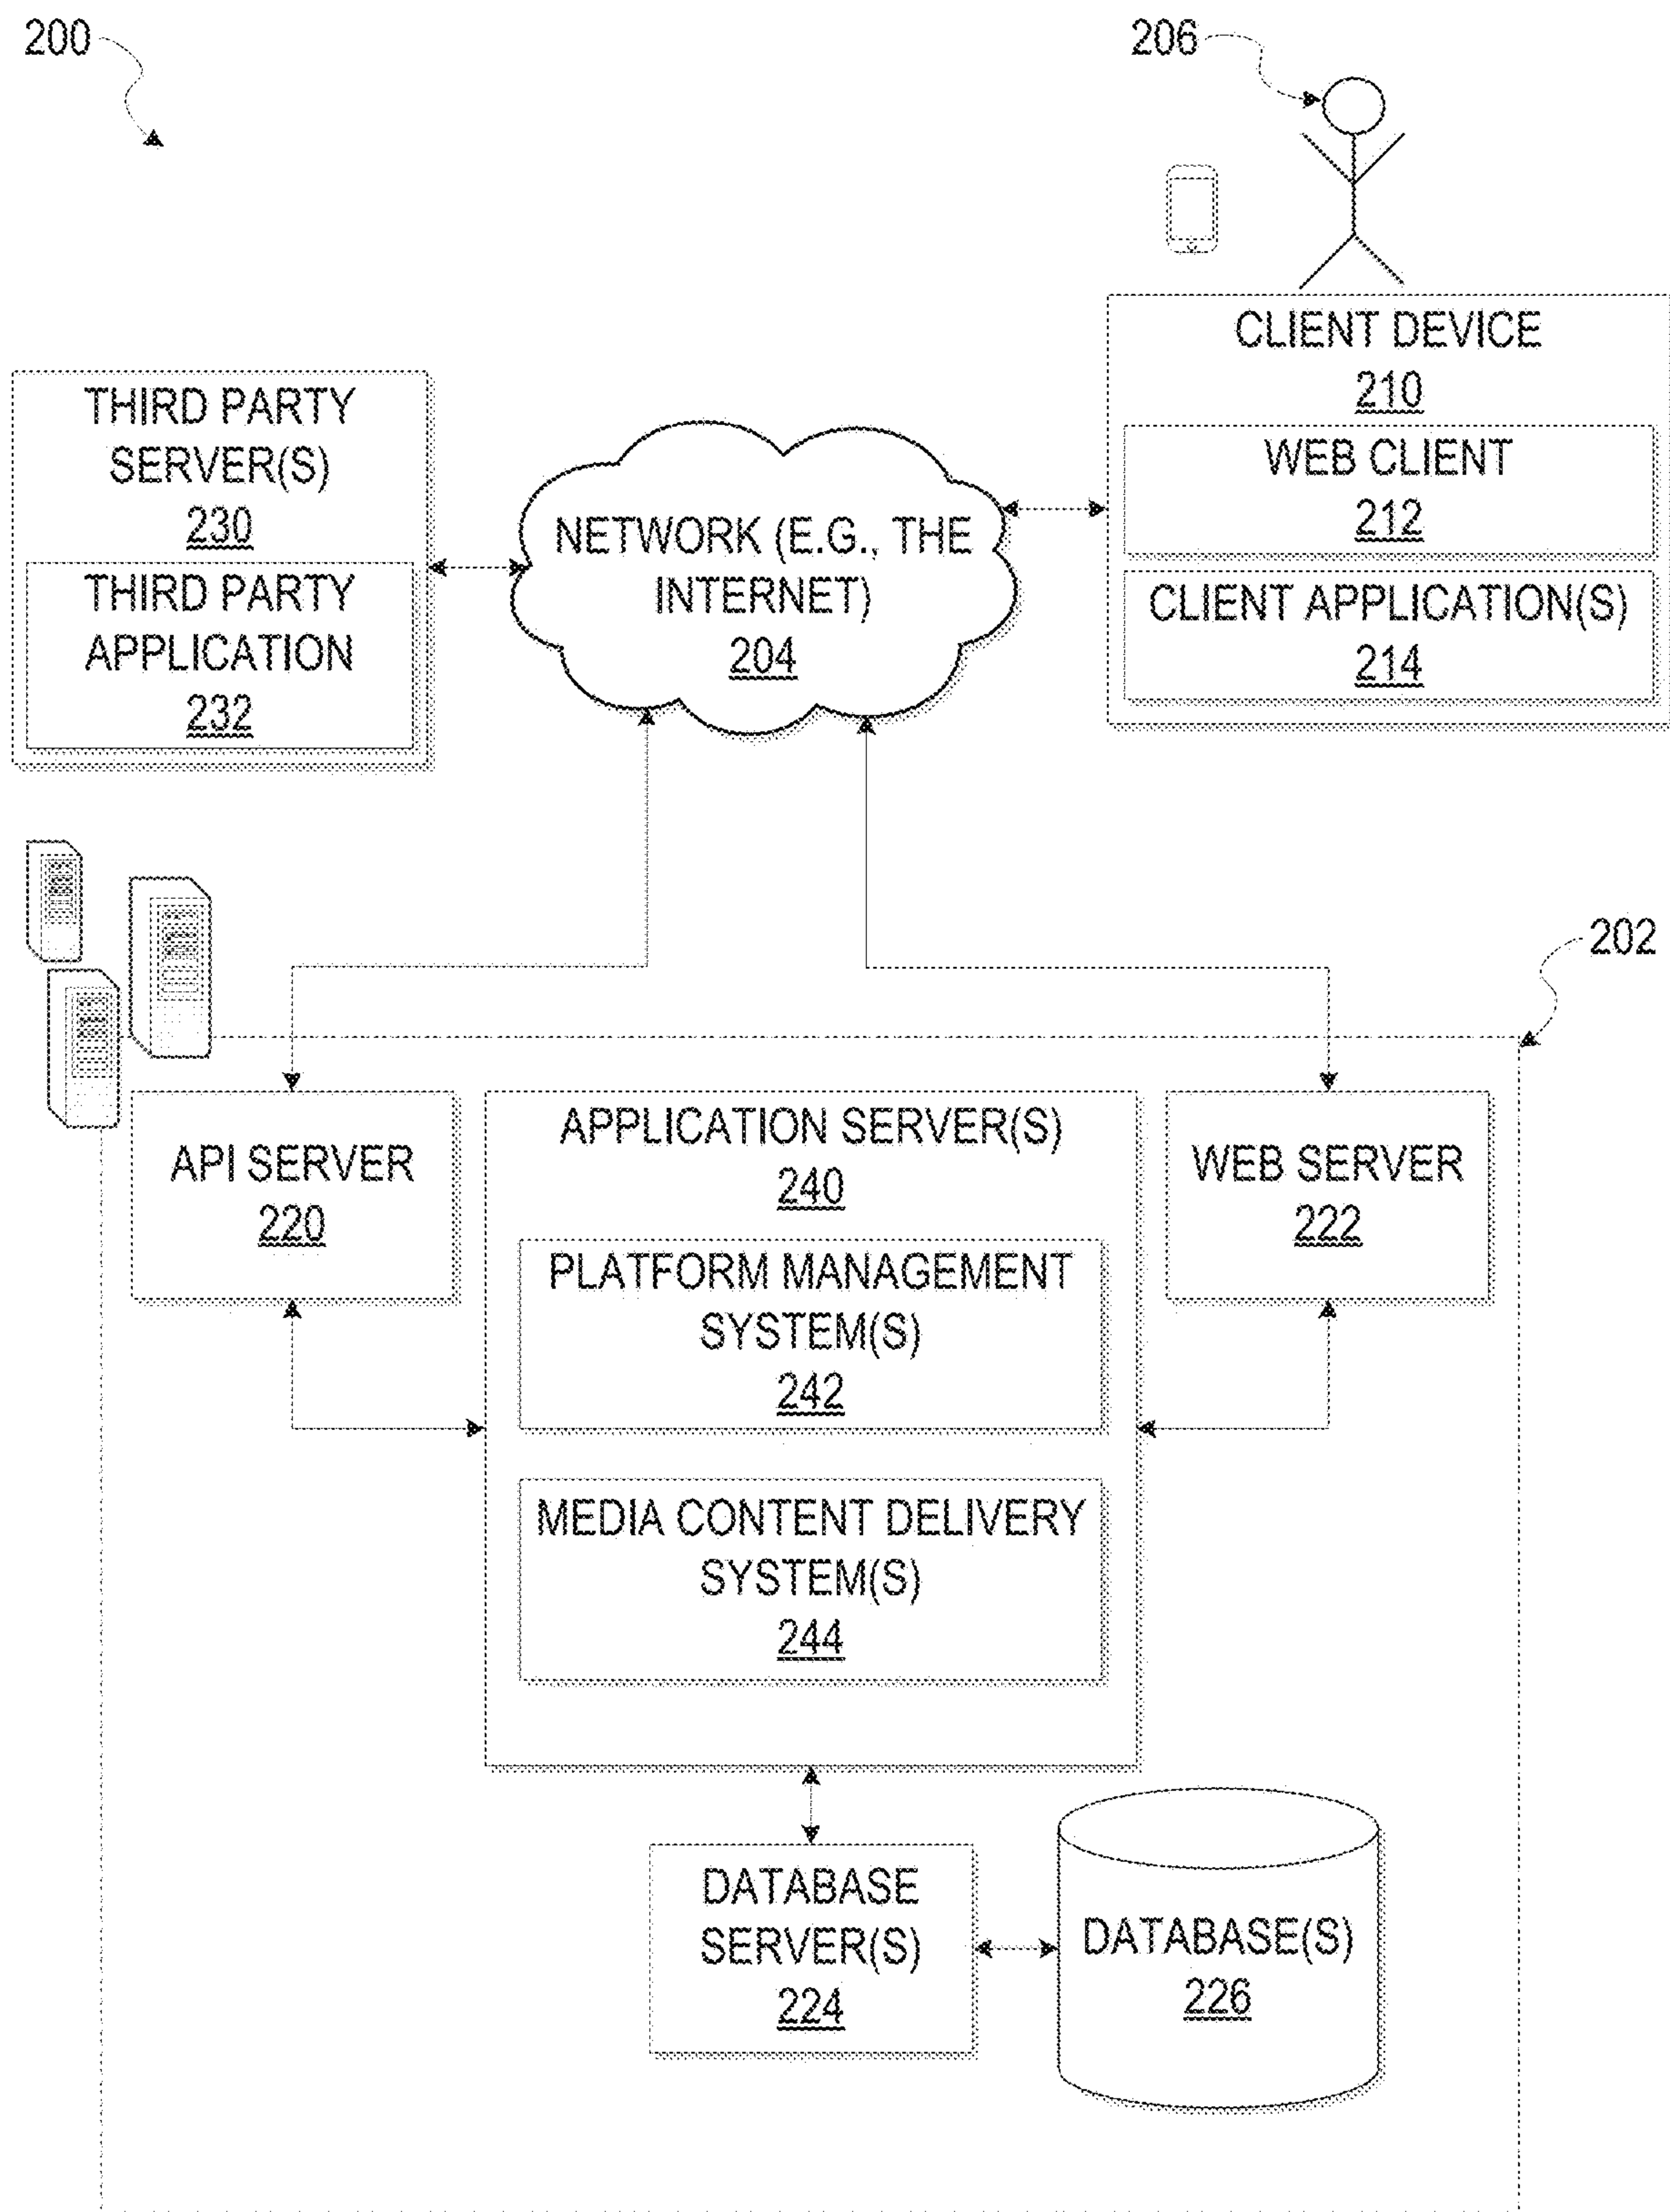 200
206
CLIENT DEVICE
210
WEB CLIENT
212
CLIENT APPLICATION(S)
214
THIRD PARTY
SERVER(S)
230
THIRD PARTY
APPLICATION
232
NETWORK (E.G., THE
INTERNET)
204
202
API SERVER
220
APPLICATION SERVER(S)
240
PLATFORM MANAGEMENT
SYSTEM(S)
242
MEDIA CONTENT DELIVERY
SYSTEM(S)
244
WEB SERVER
222
DATABASE
SERVER(S)
224
DATABASE(S)
226